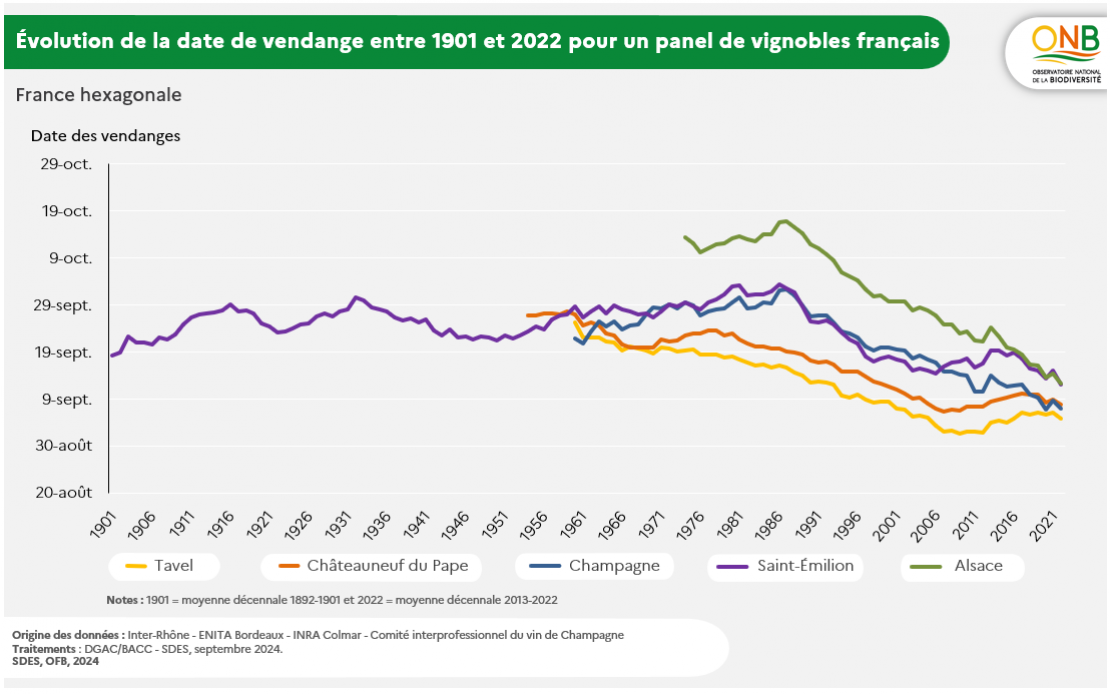 Évolution de la date de vendange entre 1901 et 2022 pour un panel de vignobles français
ONB
OBSERVATOIRE NATIONAL
DE LA BIODIVERSITÉ
France hexagonale
Date des vendanges
29-oct.
19-oct.
9-oct.
29-sept.
19-sept.
9-sept.
30-août
20-août
1901
1906
1911
1916
1921
1926
1931
1936
1941
1946
1951
1956
1961
1966
1971
1976
1981
1986
1991
1996
2001
2006
2011
2016
2021
Tavel
Châteauneuf du Pape
Champagne
Saint-Émilion
Alsace
Notes : 1901 = moyenne décennale 1892-1901 et 2022 = moyenne décennale 2013-2022
Origine des données : Inter-Rhône - ENITA Bordeaux - INRA Colmar - Comité interprofessionnel du vin de Champagne
Traitements : DGAC/BACC - SDES, septembre 2024.
SDES, OFB, 2024